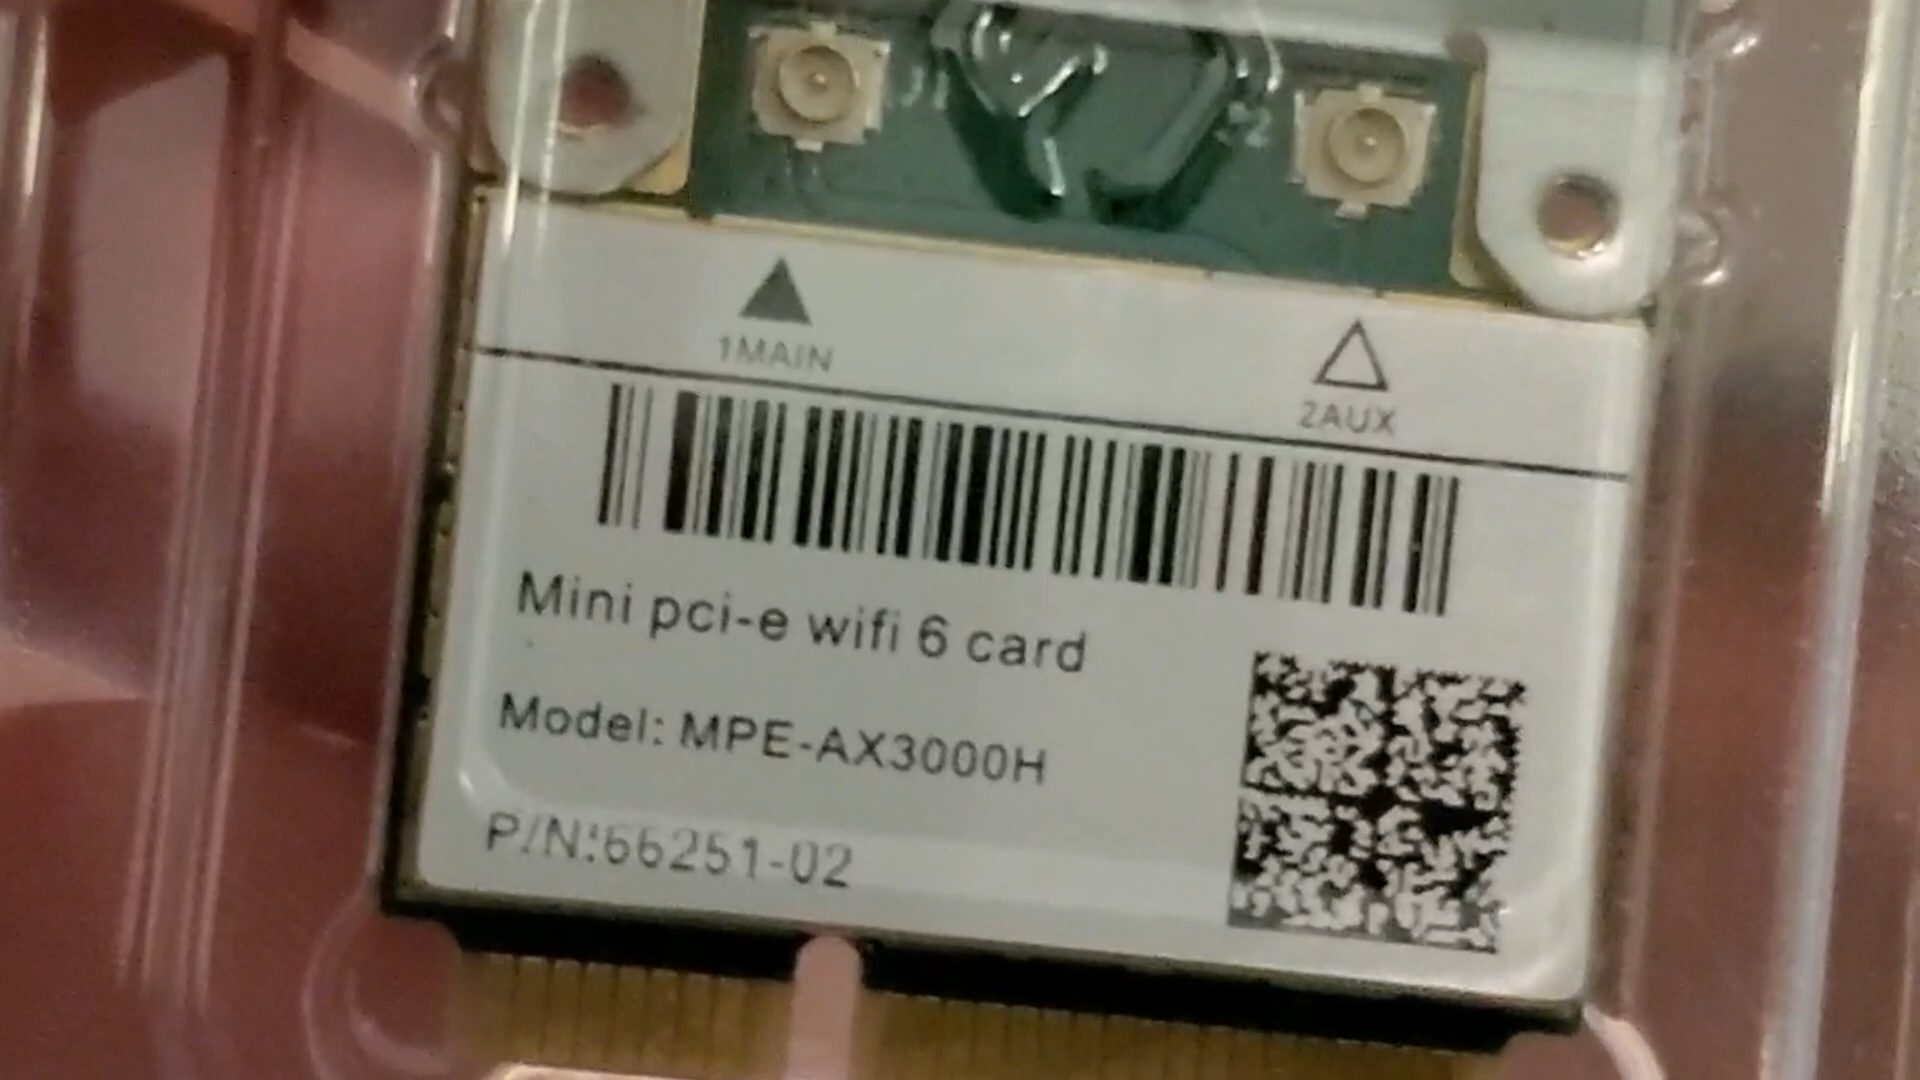 1MAIN
2AUX
Mini pci-e wifi 6 card
Model: MPE-AX3000H
P/N:66251-02